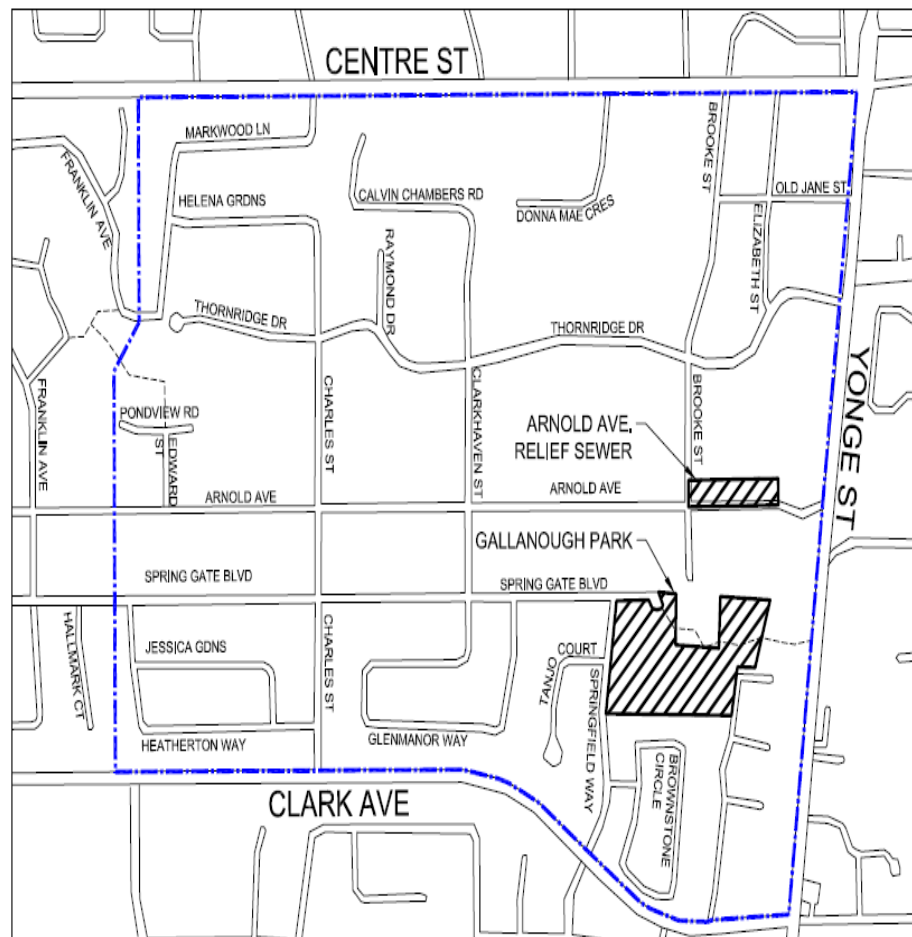 CENTRE ST
MARKWOOD LN
FRANKLIN AVE
BROOKE ST
HELENA GRDNS
CALVIN CHAMBERS RD
OLD JANE ST
DONNA MAE CRES
ELIZABETH ST
RAYMOND DR
THORNRIDGE DR
THORNRIDGE DR
YONGE ST
FRANKLIN AVE
CHARLES ST
CLARKHAVEN ST
BROOKE ST
PONDVIEW RD
EDWARD
ST
ARNOLD AVE.
RELIEF SEWER
ARNOLD AVE
ARNOLD AVE
GALLANOUGH PARK
SPRING GATE BLVD
SPRING GATE BLVD
HALLMARK CT
JESSICA GDNS
CHARLES ST
TANJO
COURT
SPRINGFIELD WAY
HEATHERTON WAY
GLENMANOR WAY
BROWNSTONE
CIRCLE
CLARK AVE